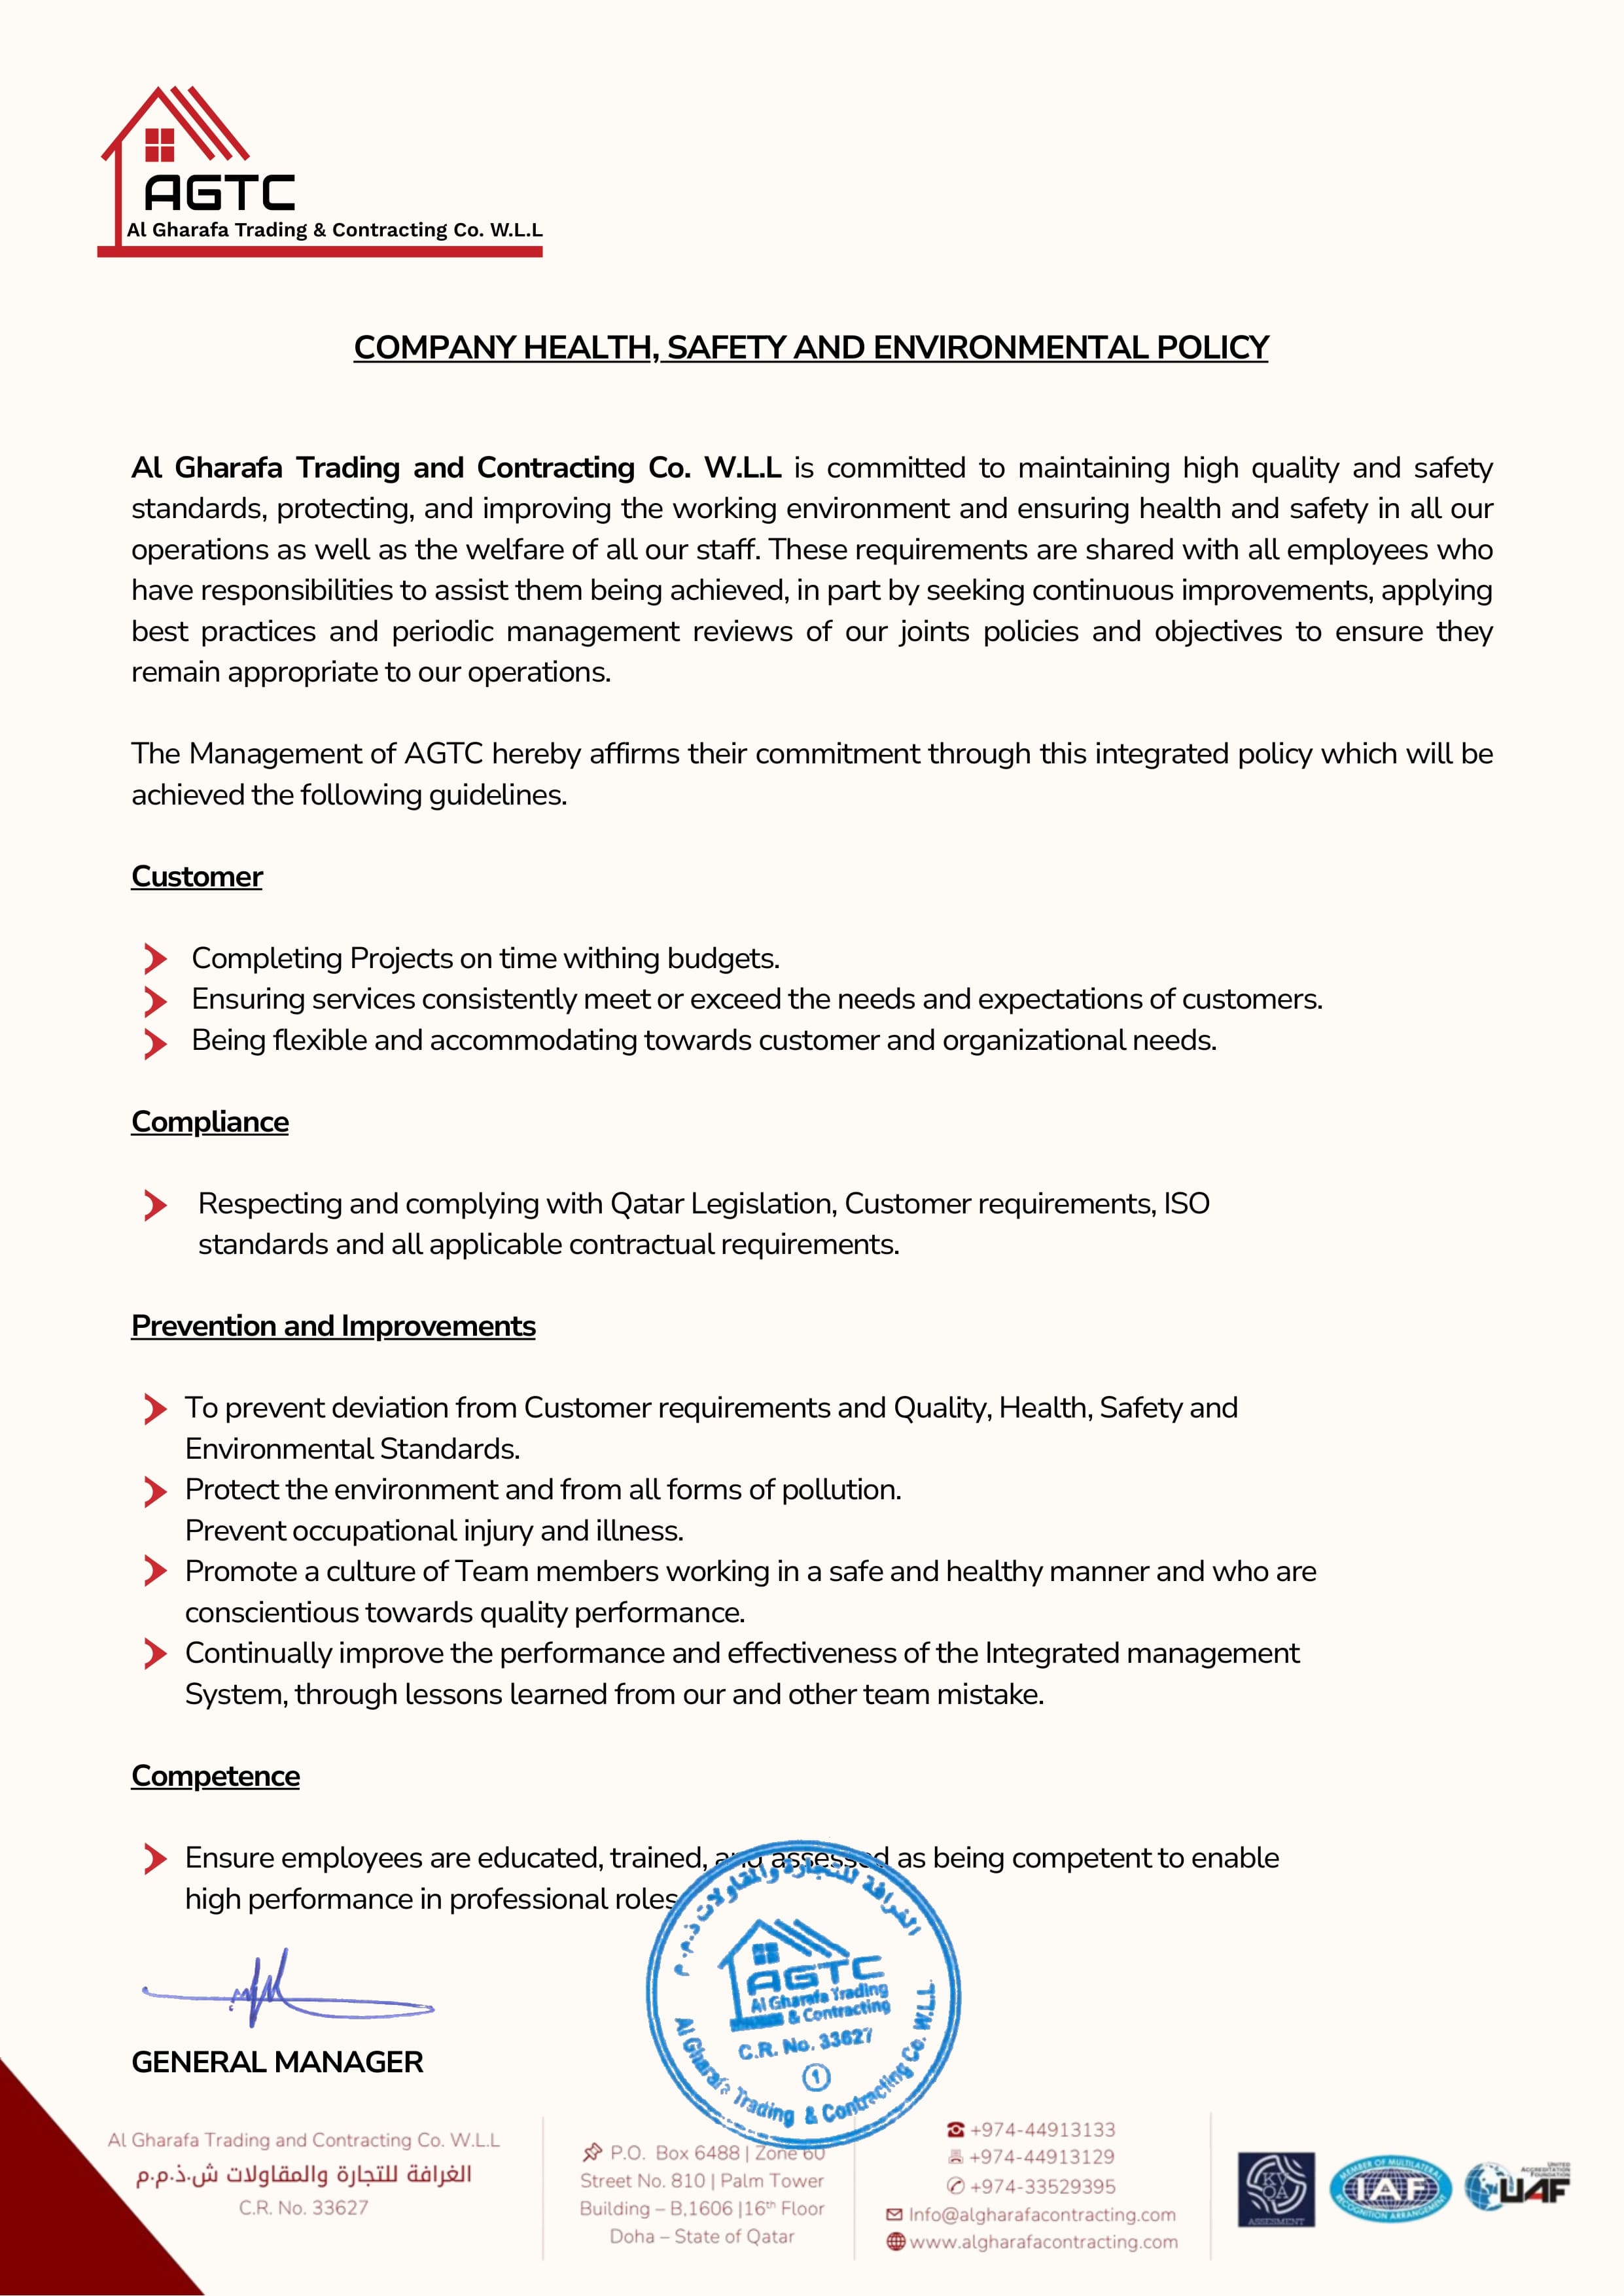 AGTC
Al Gharafa Trading & Contracting Co. W.L.L
COMPANY HEALTH, SAFETY AND ENVIRONMENTAL POLICY
Al Gharafa Trading and Contracting Co. W.L.L is committed to maintaining high quality and safety
standards, protecting, and improving the working environment and ensuring health and safety in all our
operations as well as the welfare of all our staff. These requirements are shared with all employees who
have responsibilities to assist them being achieved, in part by seeking continuous improvements, applying
best practices and periodic management reviews of our joints policies and objectives to ensure they
remain appropriate to our operations.
The Management of AGTC hereby affirms their commitment through this integrated policy which will be
achieved the following guidelines.
Customer
Completing Projects on time withing budgets.
Ensuring services consistently meet or exceed the needs and expectations of customers.
Being flexible and accommodating towards customer and organizational needs.
Compliance
Respecting and complying with Qatar Legislation, Customer requirements, ISO
standards and all applicable contractual requirements.
Prevention and Improvements
To prevent deviation from Customer requirements and Quality, Health, Safety and
Environmental Standards.
Protect the environment and from all forms of pollution.
Prevent occupational injury and illness.
Promote a culture of Team members working in a safe and healthy manner and who are
conscientious towards quality performance.
Continually improve the performance and effectiveness of the Integrated management
System, through lessons learned from our and other team mistake.
Competence
Ensure employees are educated, trained, and assessed as being competent to enable
high performance in professional roles
الغرافة للتجارة والمقاولات ذ.م.م
AGTC
Al Gharafa Trading
& Contracting
C.R. No. 33627
1
Al Gharafa Trading & Contracting Co. W.L.L.
GENERAL MANAGER
Al Gharafa Trading and Contracting Co. W.L.L
الغرافة للتجارة والمقاولات ش.ذ.م.م
C.R. No. 33627
P.O. Box 6488 | Zone 60
Street No. 810 | Palm Tower
Building – B,1606 |16th Floor
Doha – State of Qatar
+974-44913133
+974-44913129
+974-33529395
Info@algharafacontracting.com
www.algharafacontracting.com
KVQA
ASSESMENT
MEMBER OF MULTILATERAL
IAF
RECOGNITION ARRANGEMENT
UNITED
ACCREDITATION
FOUNDATION
UAF